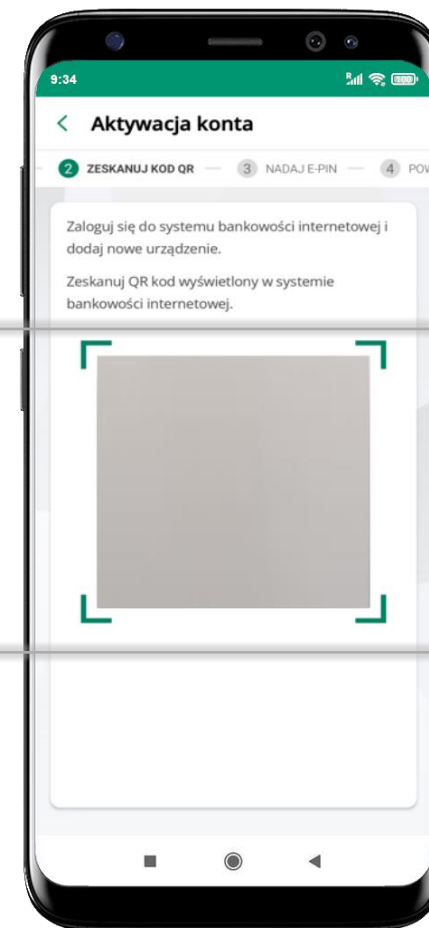 9:34
Aktywacja konta
2 ZESKANUJ KOD QR 3 NADAJ E-PIN 4
Zaloguj się do systemu bankowości internetowej i
dodaj nowe urządzenie.
Zeskanuj QR kod wyświetlony w systemie
bankowości internetowej.